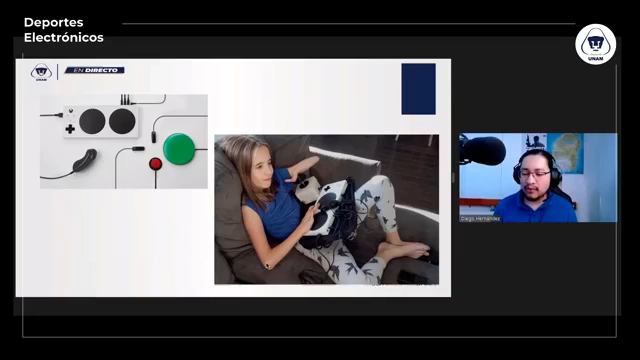 Deportes
Electrónicos
UNAM
EN DIRECTO
UNAM
Diego Hernández